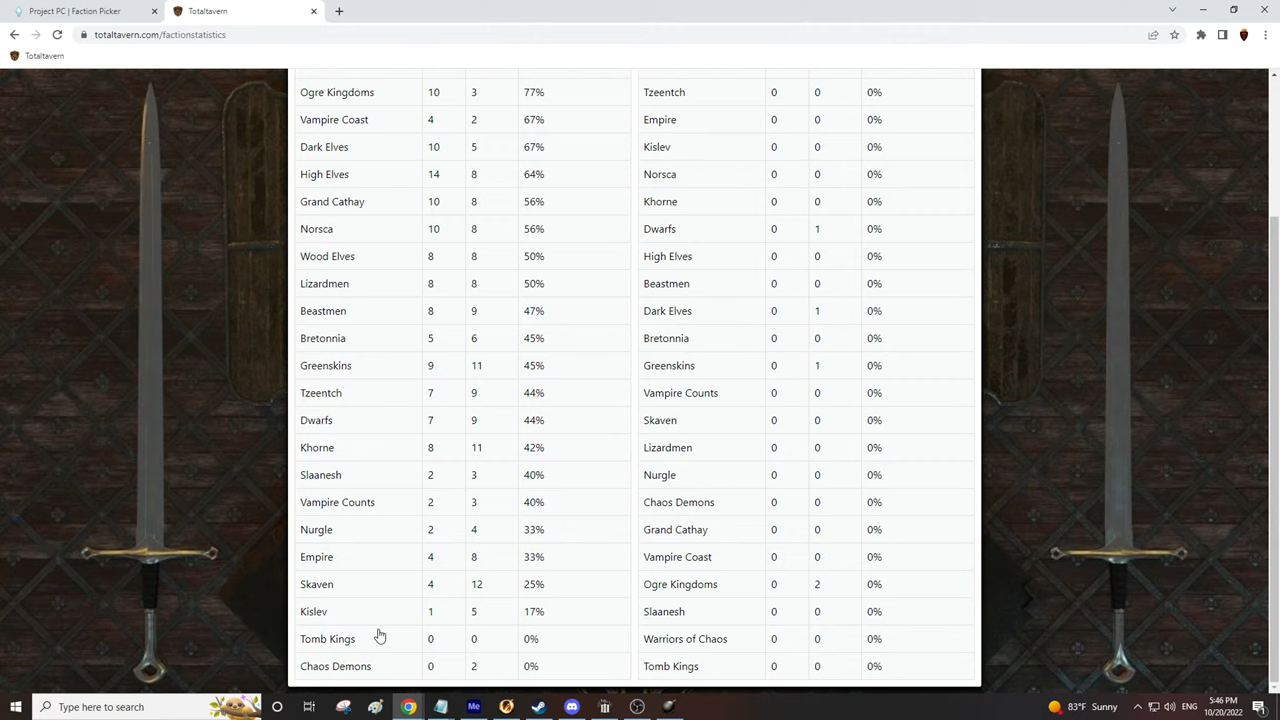 Project PC | Faction Picker
Totaltavern
totaltavern.com/factionstatistics
Totaltavern
Ogre Kingdoms 10 3 77% Tzeentch 0 0 0%
Vampire Coast 4 2 67% Empire 0 0 0%
Dark Elves 10 5 67% Kislev 0 0 0%
High Elves 14 8 64% Norsca 0 0 0%
Grand Cathay 10 8 56% Khorne 0 0 0%
Norsca 10 8 56% Dwarfs 0 1 0%
Wood Elves 8 8 50% High Elves 0 0 0%
Lizardmen 8 8 50% Beastmen 0 0 0%
Beastmen 8 9 47% Dark Elves 0 1 0%
Bretonnia 5 6 45% Bretonnia 0 0 0%
Greenskins 9 11 45% Greenskins 0 1 0%
Tzeentch 7 9 44% Vampire Counts 0 0 0%
Dwarfs 7 9 44% Skaven 0 0 0%
Khorne 8 11 42% Lizardmen 0 0 0%
Slaanesh 2 3 40% Nurgle 0 0 0%
Vampire Counts 2 3 40% Chaos Demons 0 0 0%
Nurgle 2 4 33% Grand Cathay 0 0 0%
Empire 4 8 33% Vampire Coast 0 0 0%
Skaven 4 12 25% Ogre Kingdoms 0 2 0%
Kislev 1 5 17% Slaanesh 0 0 0%
Tomb Kings 0 0 0% Warriors of Chaos 0 0 0%
Chaos Demons 0 2 0% Tomb Kings 0 0 0%
Type here to search
Me
83°F Sunny
ENG
5:46 PM
10/20/2022
1